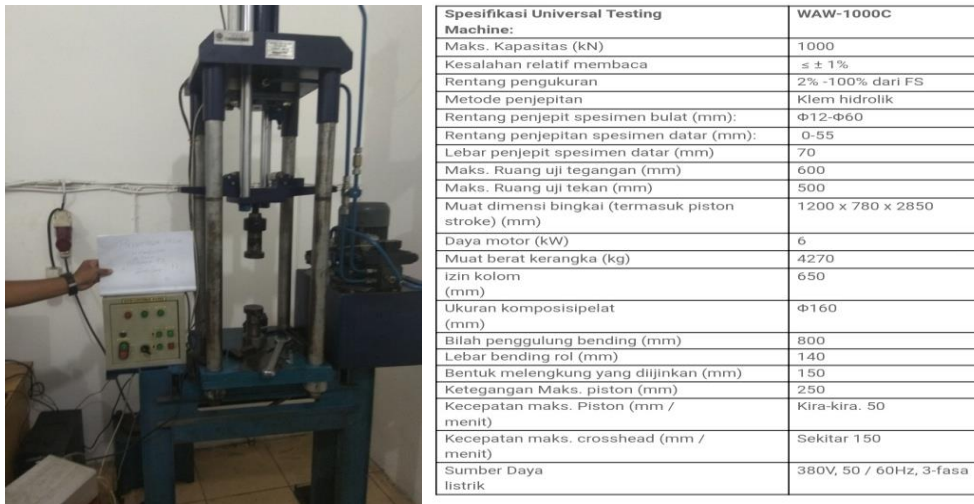 Spesifikasi Universal Testing WAW-1000C
Machine:
Maks. Kapasitas (kN) 1000
Kesalahan relatif membaca ≤ ± 1%
Rentang pengukuran 2% -100% dari FS
Metode penjepitan Klem hidrolik
Rentang penjepit spesimen bulat (mm): Φ12-Φ60
Rentang penjepitan spesimen datar (mm): 0-55
Lebar penjepit spesimen datar (mm) 70
Maks. Ruang uji tegangan (mm) 600
Maks. Ruang uji tekan (mm) 500
Muat dimensi bingkai (termasuk piston 1200 x 780 x 2850
stroke) (mm)
Daya motor (kW) 6
Muat berat kerangka (kg) 4270
izin kolom 650
(mm)
Ukuran komposisipelat Φ160
(mm)
Bilah penggulung bending (mm) 800
Lebar bending rol (mm) 140
Bentuk melengkung yang diijinkan (mm) 150
Ketegangan Maks. piston (mm) 250
Kecepatan maks. Piston (mm / Kira-kira. 50
menit)
Kecepatan maks. crosshead (mm / Sekitar 150
menit)
Sumber Daya 380V, 50 / 60Hz, 3-fasa
listrik